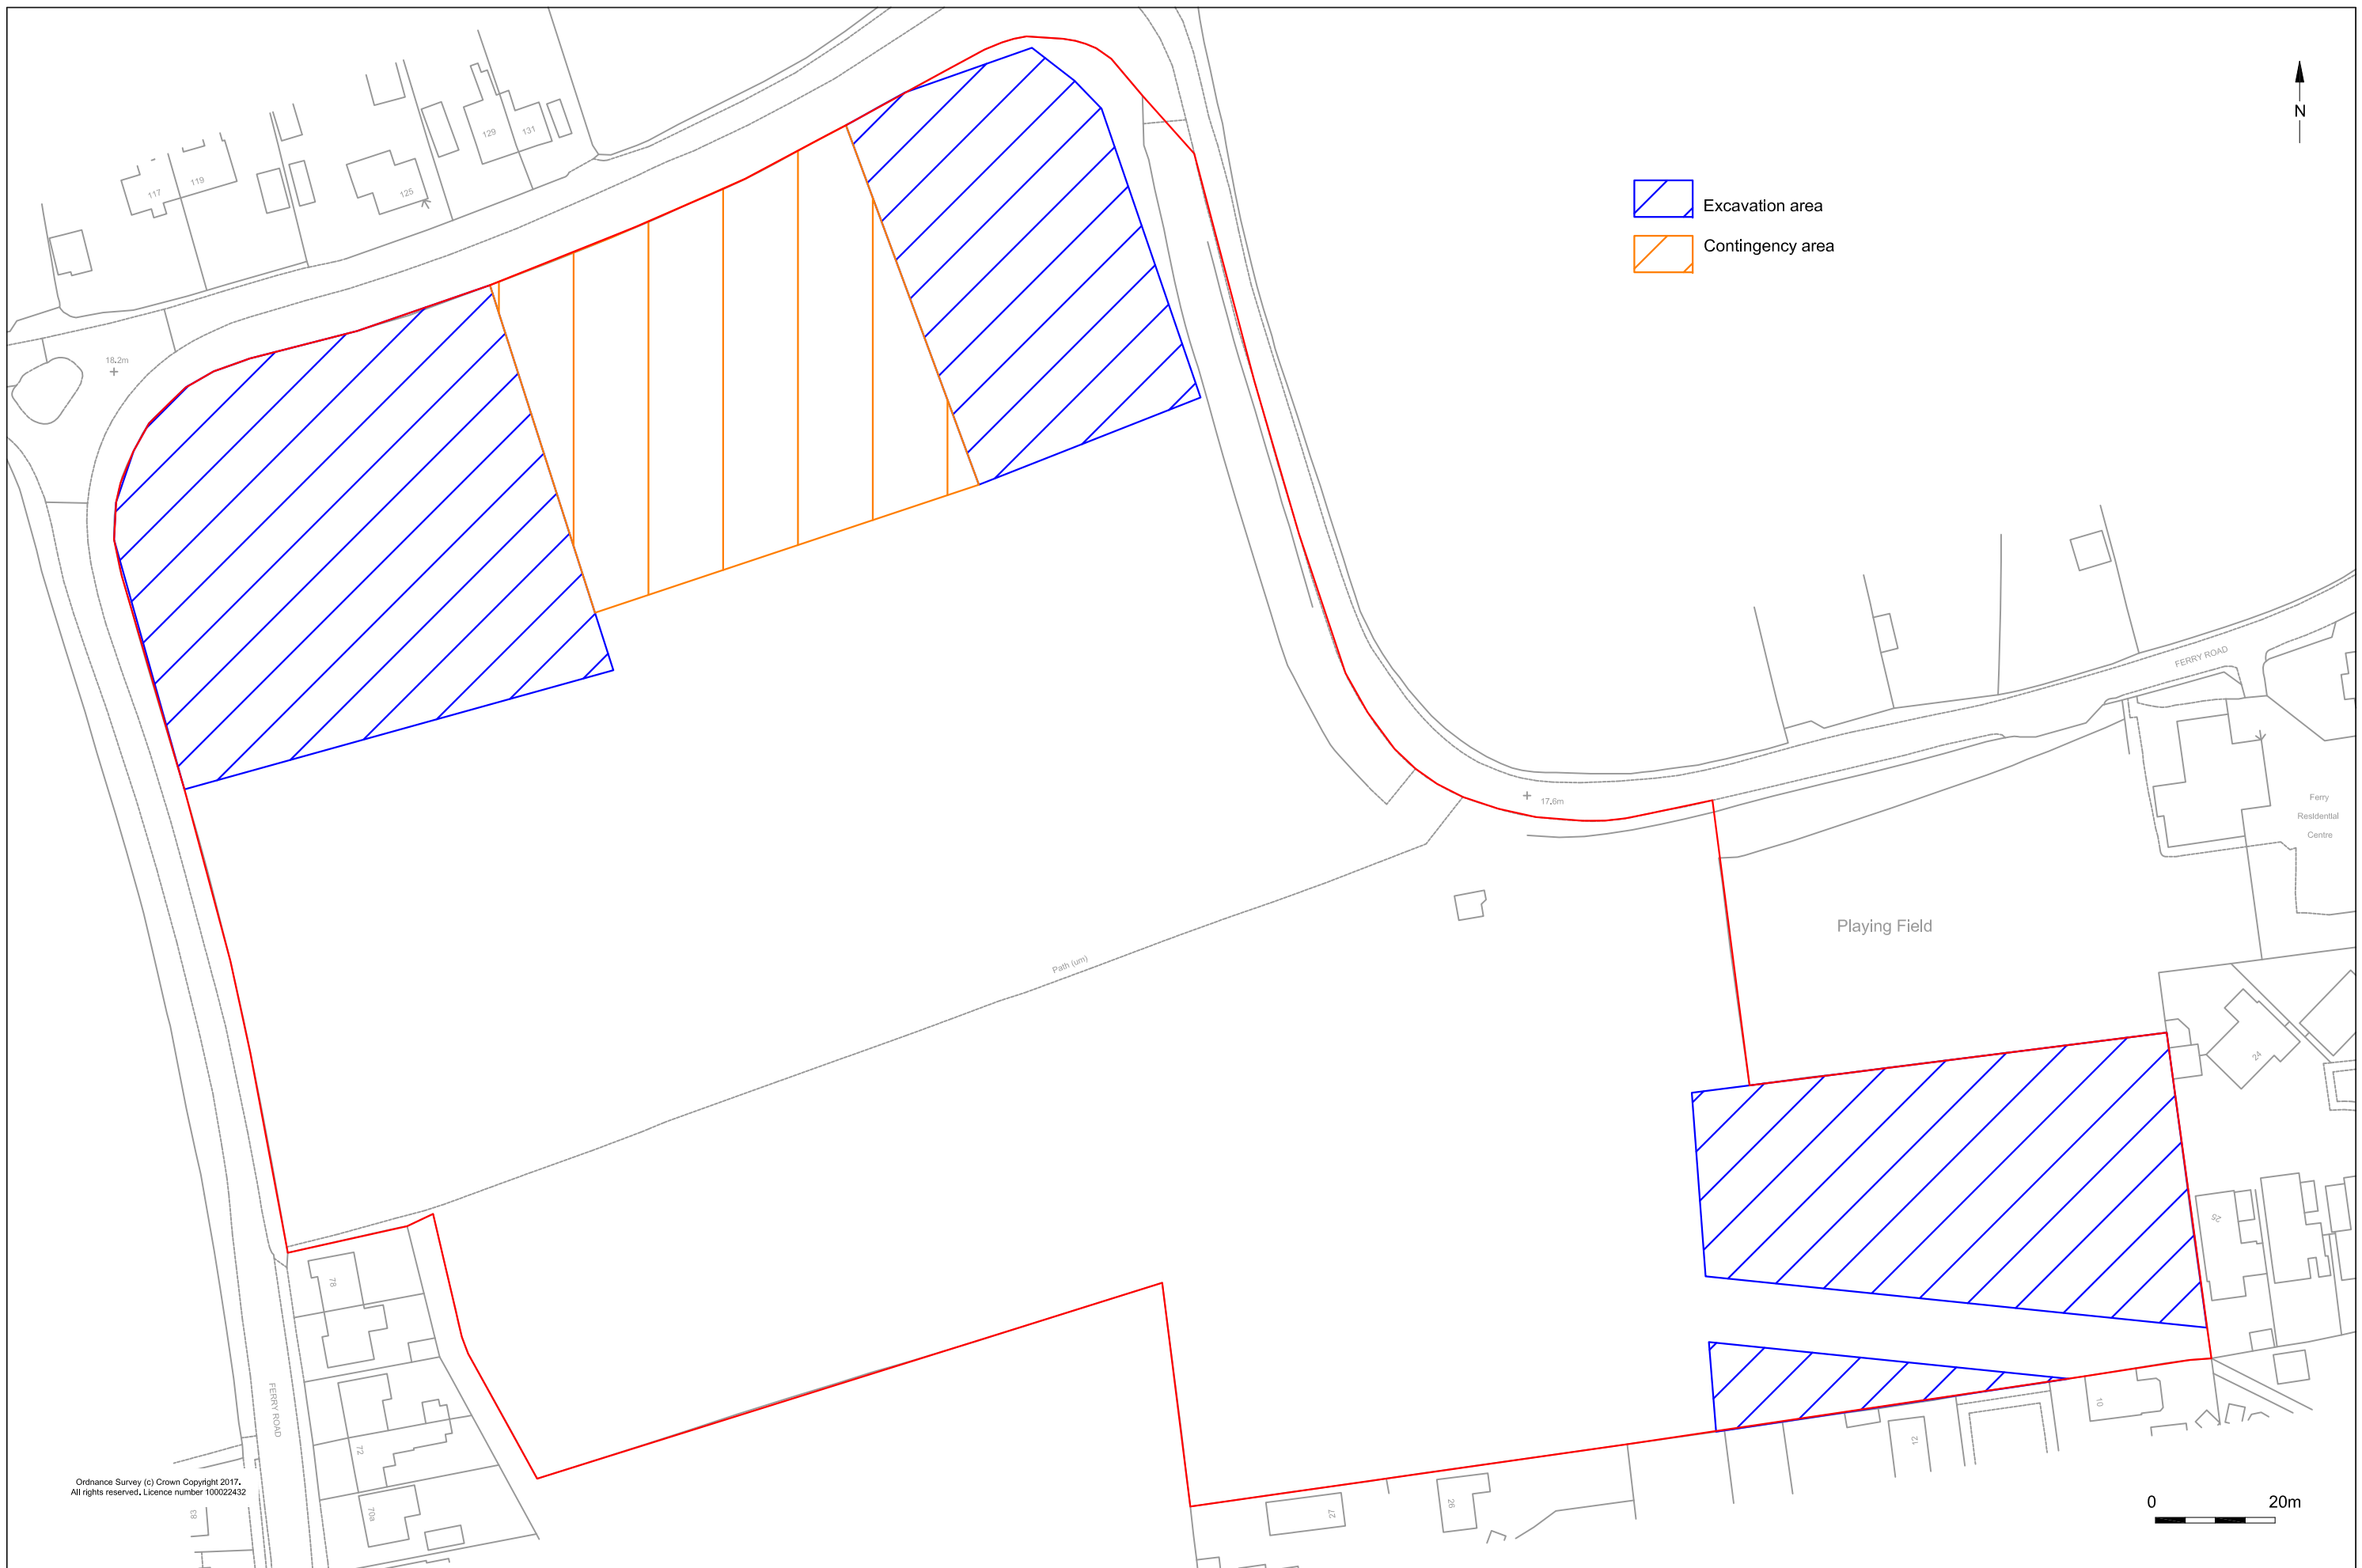 129
131
117
119
125
N
Excavation area
Contingency area
18.2m
FERRY ROAD
17.6m
Ferry
Residential
Centre
Playing Field
Path (um)
24
25
78
FERRY ROAD
72
10
12
Ordnance Survey (c) Crown Copyright 2017.
All rights reserved. Licence number 100022432
70a
83
27
26
0 20m